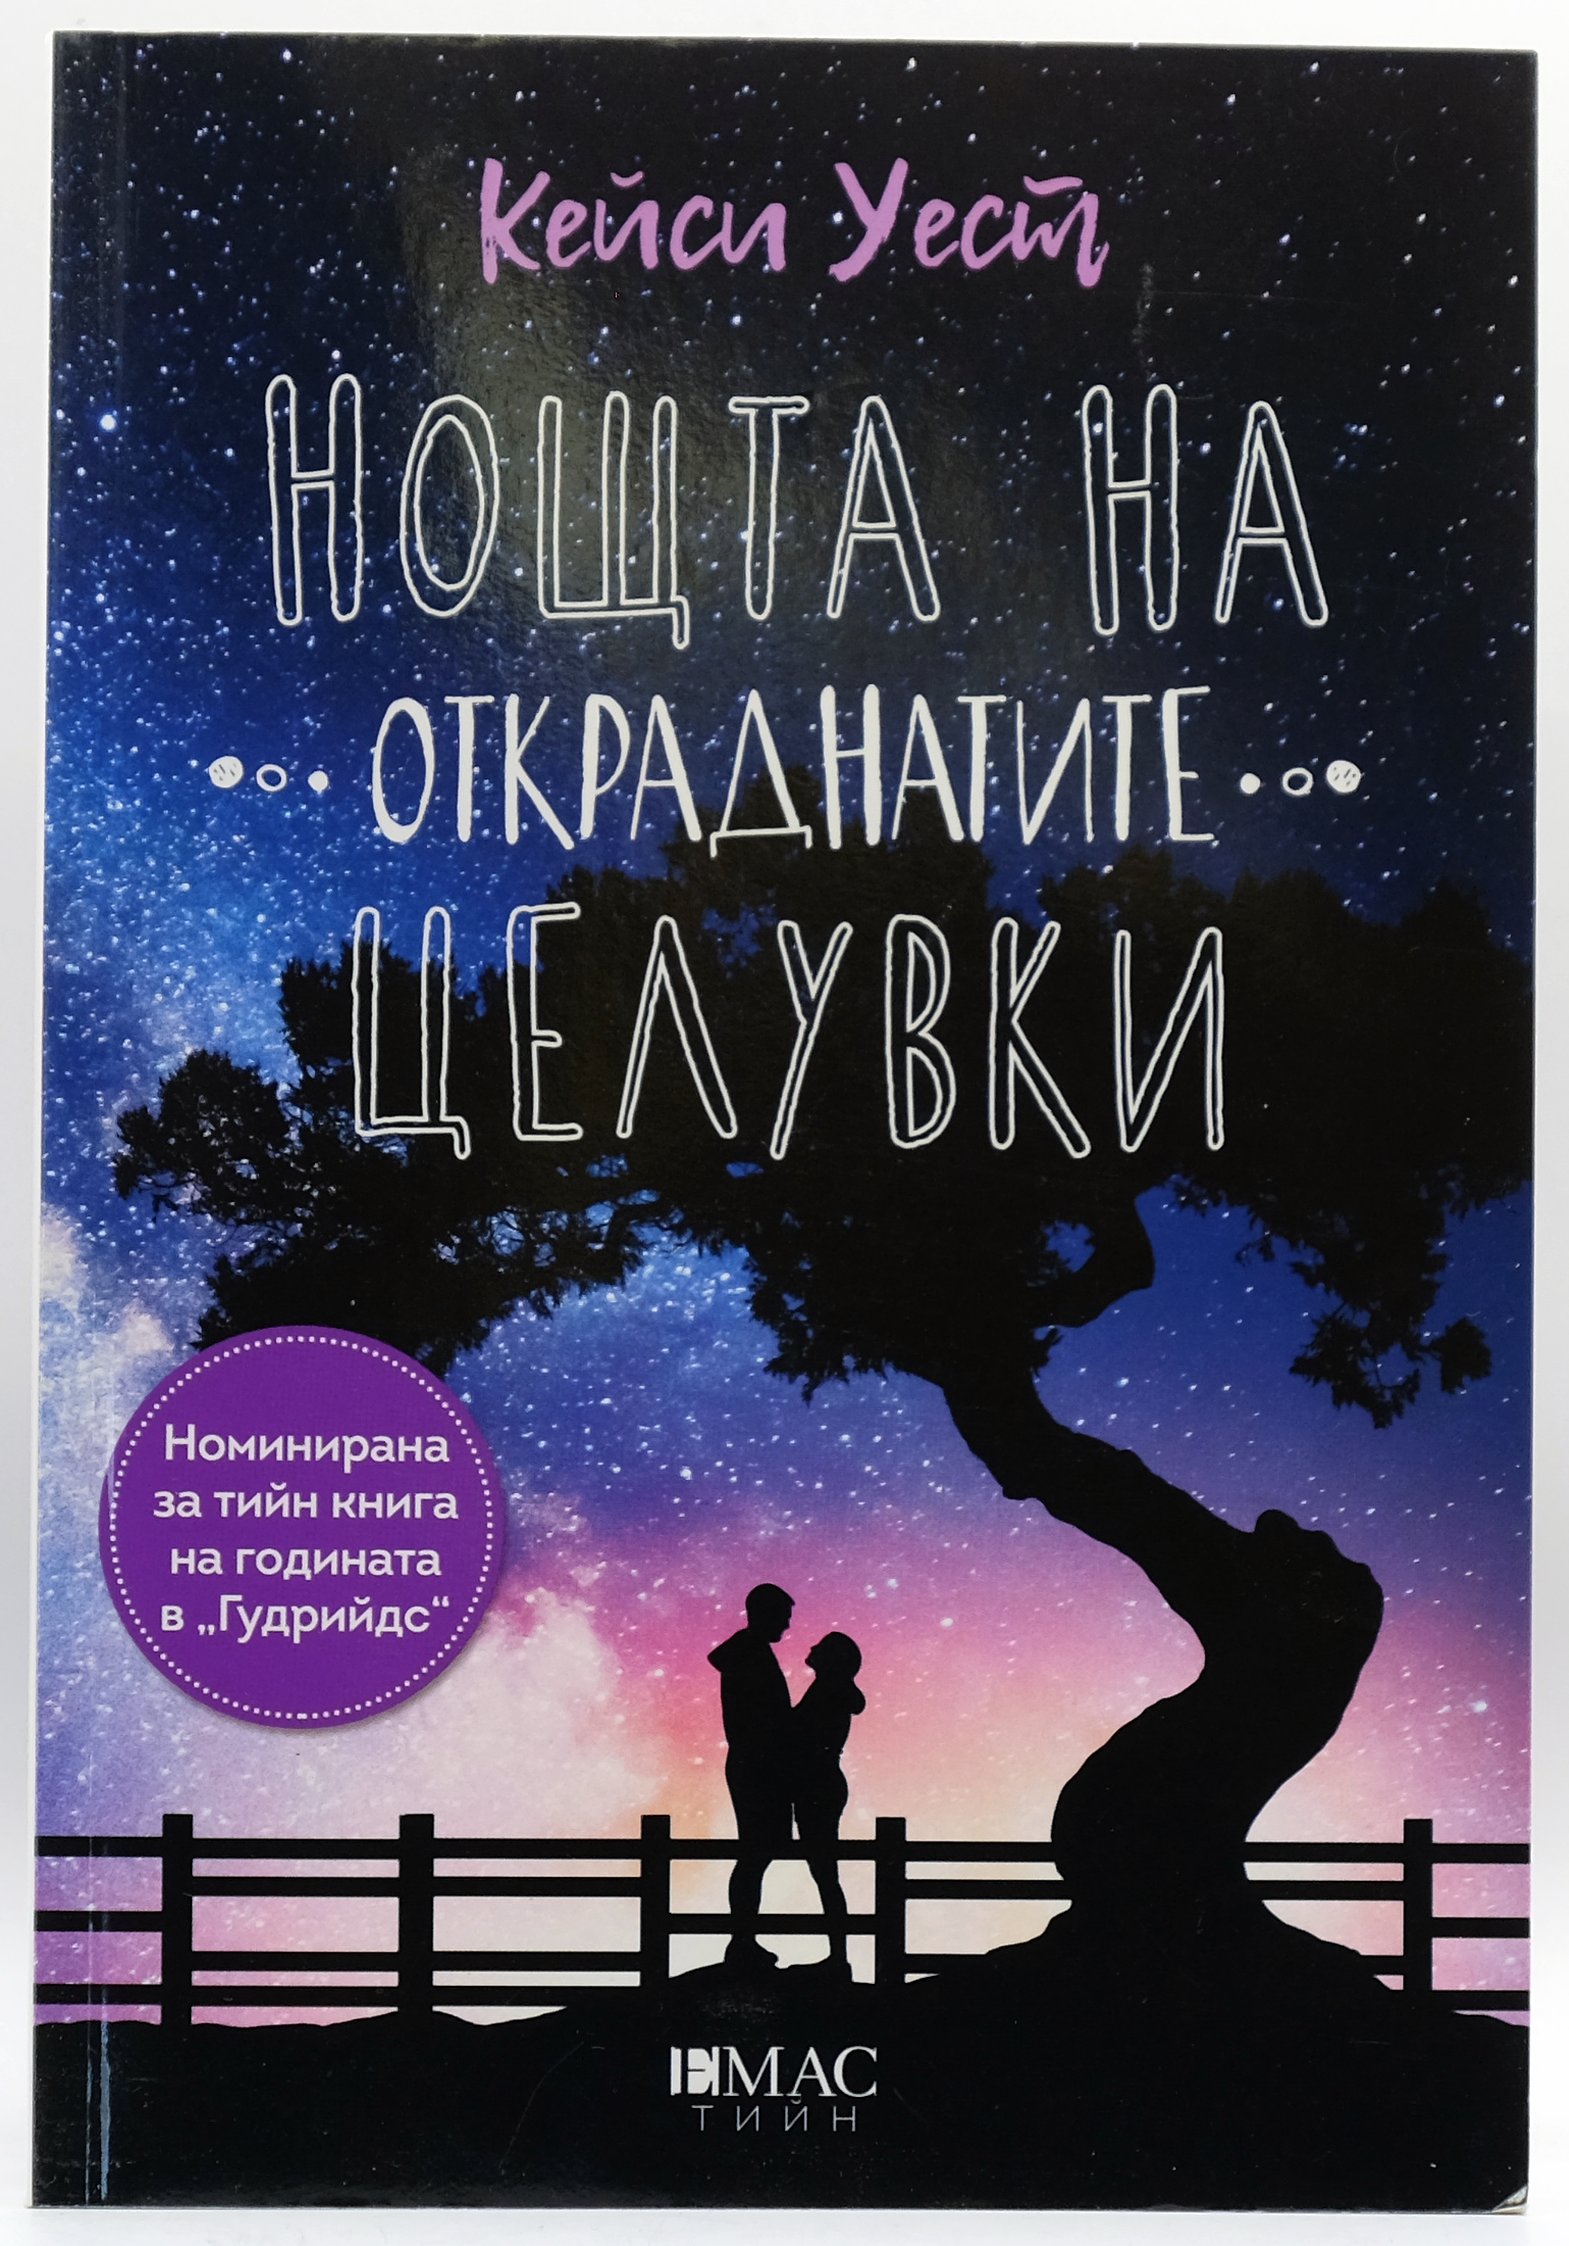 Кейси Уест
НОЩТА НА
ОТКРАДНАТИТЕ
ЦЕЛУВКИ
Номинирана
за тийн книга
на годината
в „Гудрийдс“
ЕМАС
ТИЙН